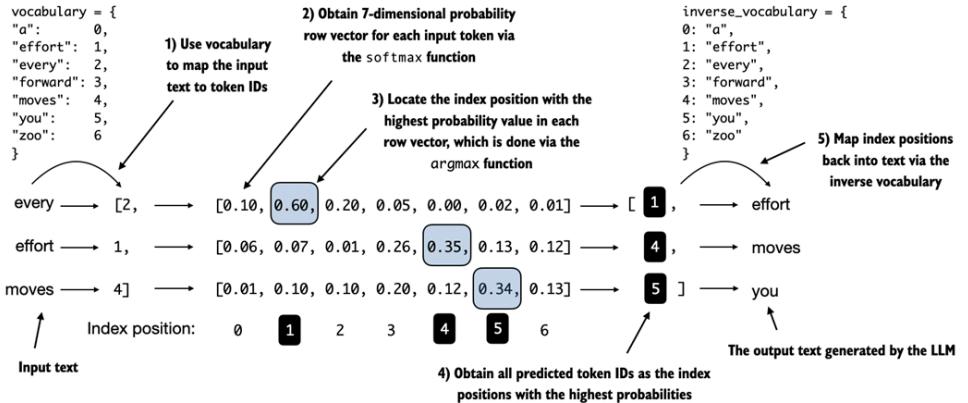 vocabulary = {
"a": 0,
"effort": 1,
"every": 2,
"forward": 3,
"moves": 4,
"you": 5,
"zoo": 6
}
1) Use vocabulary
to map the input
text to token IDs
2) Obtain 7-dimensional probability
row vector for each input token via
the softmax function
3) Locate the index position with the
highest probability value in each
row vector, which is done via the
argmax function
inverse_vocabulary = {
0: "a",
1: "effort",
2: "every",
3: "forward",
4: "moves",
5: "you",
6: "zoo"
}
5) Map index positions
back into text via the
inverse vocabulary
every [2, [0.10, 0.60, 0.20, 0.05, 0.00, 0.02, 0.01] [ 1 , effort
effort 1, [0.06, 0.07, 0.01, 0.26, 0.35, 0.13, 0.12] 4 , moves
moves 4] [0.01, 0.10, 0.10, 0.20, 0.12, 0.34, 0.13] 5 ] you
Index position: 0 1 2 3 4 5 6
Input text
The output text generated by the LLM
4) Obtain all predicted token IDs as the index
positions with the highest probabilities